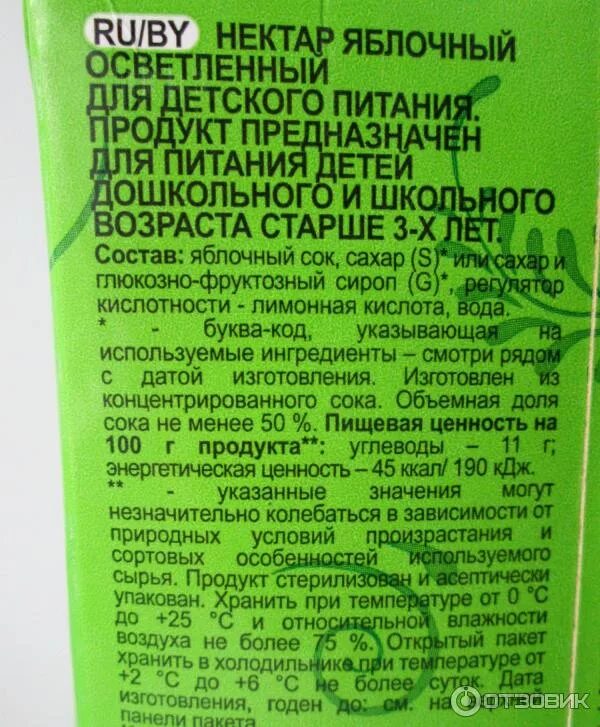 RU/BY НЕКТАР ЯБЛОЧНЫЙ
ОСВЕТЛЕННЫЙ
ДЛЯ ДЕТСКОГО ПИТАНИЯ.
ПРОДУКТ ПРЕДНАЗНАЧЕН
ДЛЯ ПИТАНИЯ ДЕТЕЙ
ДОШКОЛЬНОГО И ШКОЛЬНОГО
ВОЗРАСТА СТАРШЕ 3-Х ЛЕТ.
Состав: яблочный сок, сахар (S)* или сахар и
глюкозно-фруктозный сироп (G)*, регулятор
кислотности - лимонная кислота, вода.
* - буква-код, указывающая на
используемые ингредиенты – смотри рядом
с датой изготовления. Изготовлен из
концентрированного сока. Объемная доля
сока не менее 50 %. Пищевая ценность на
100 г продукта**: углеводы – 11 г;
энергетическая ценность – 45 ккал/ 190 кДж.
** - указанные значения могут
незначительно колебаться в зависимости от
природных условий произрастания и
сортовых особенностей используемого
сырья. Продукт стерилизован и асептически
упакован. Хранить при температуре от 0 °С
до +25 °С и относительной влажности
воздуха не более 75 %. Открытый пакет
хранить в холодильнике при температуре от
+2 °С до +6 °С не более суток. Дата
изготовления, годен до: см. на
панели пакета
ОТЗОВИК